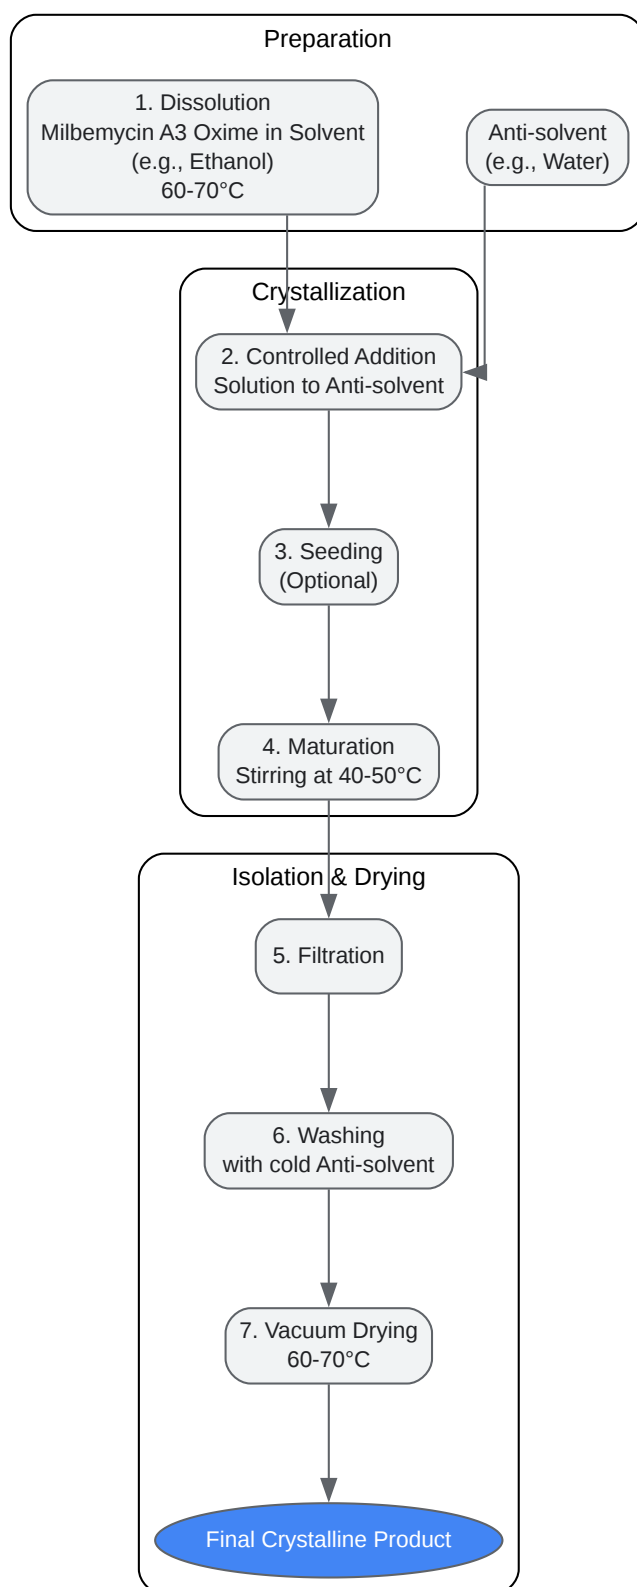 Preparation
1. Dissolution
Milbemycin A3 Oxime in Solvent
(e.g., Ethanol)
60-70°C
Anti-solvent
(e.g., Water)
Crystallization
2. Controlled Addition
Solution to Anti-solvent
3. Seeding
(Optional)
4. Maturation
Stirring at 40-50°C
Isolation & Drying
5. Filtration
6. Washing
with cold Anti-solvent
7. Vacuum Drying
60-70°C
Final Crystalline Product